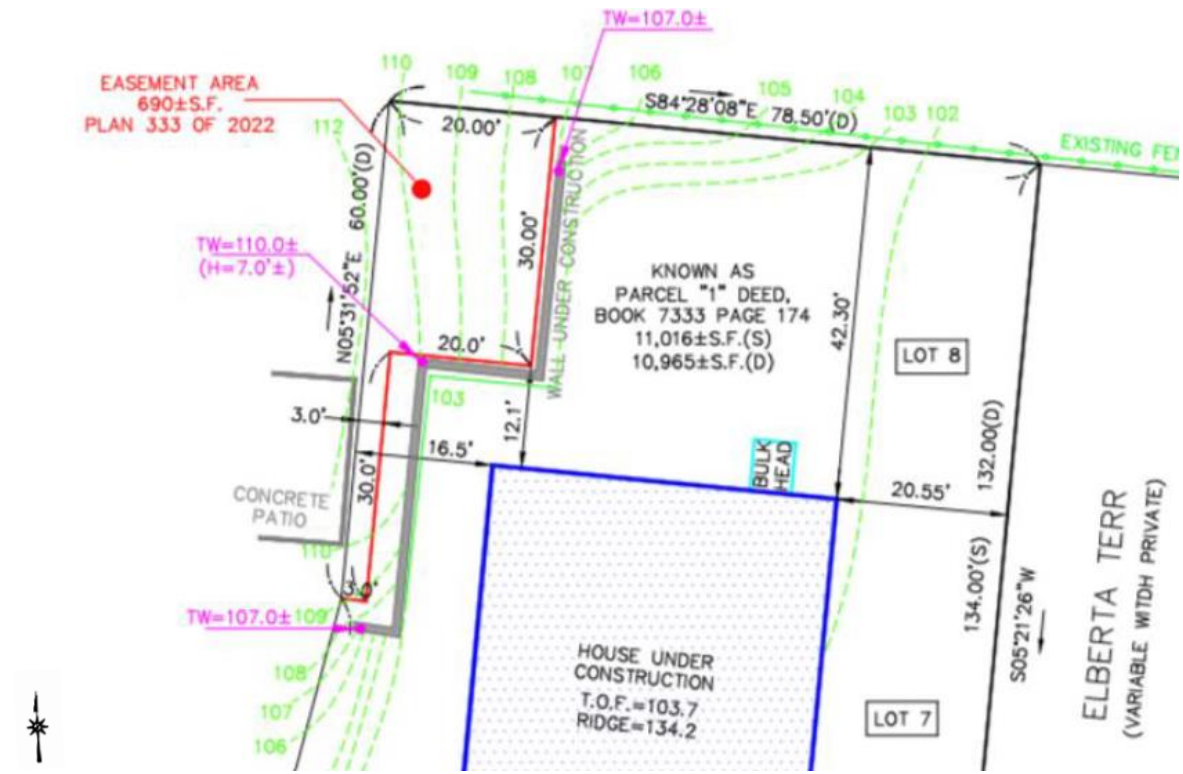 TW=107.0±
EASEMENT AREA
690±S.F.
PLAN 333 OF 2022
110
109
108
107
106
105
104
103
102
112
S84°28'08"E 78.50'(D)
20.00'
EXISTING FE
N05°31'52"E 60.00'(D)
30.00'
WALL UNDER CONSTRUCTION
TW=110.0±
(H=7.0'±)
KNOWN AS
PARCEL "1" DEED,
BOOK 7333 PAGE 174
11,016±S.F.(S)
10,965±S.F.(D)
42.30'
LOT 8
20.0'
103
3.0'
16.5'
12.1'
30.0'
BULK
HEAD
20.55'
132.00(D)
134.00'(S)
S05°21'26"W
ELBERTA TERR
(VARIABLE WITDH PRIVATE)
CONCRETE
PATIO
110
3.0'
TW=107.0±
109
108
107
106
HOUSE UNDER
CONSTRUCTION
T.O.F.=103.7
RIDGE=134.2
LOT 7